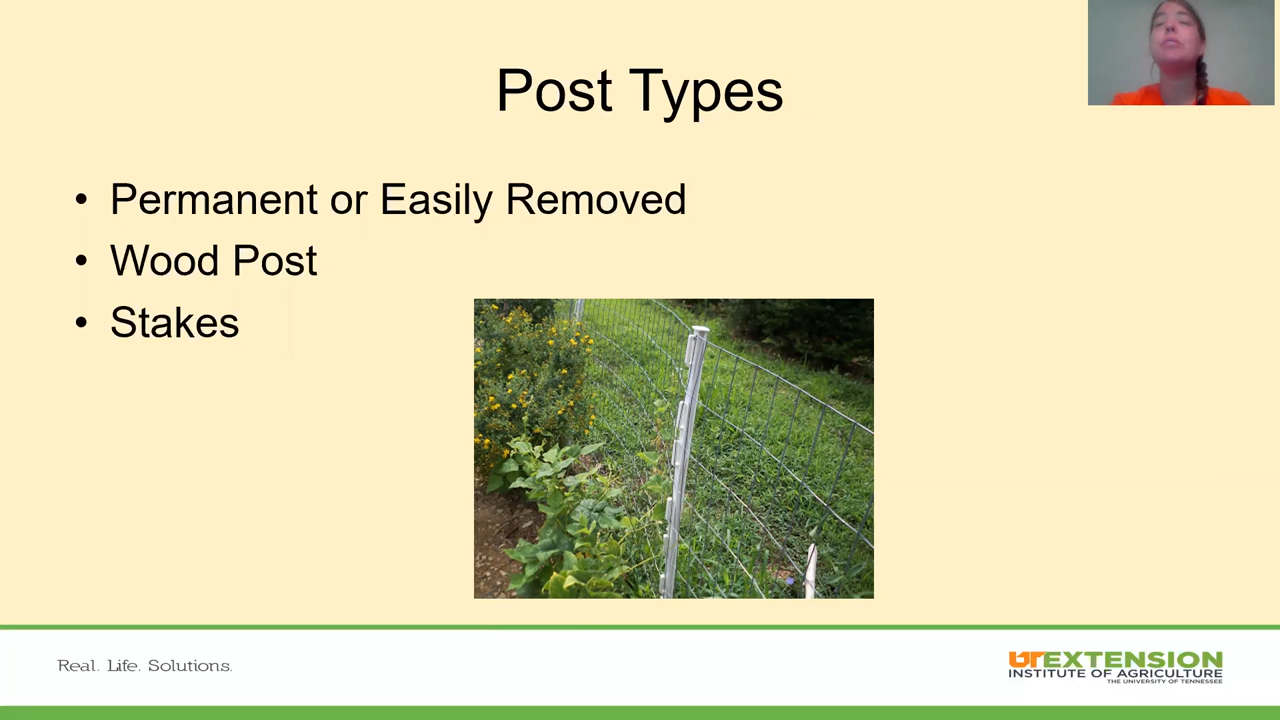 Post Types
• Permanent or Easily Removed
• Wood Post
• Stakes
Real. Life. Solutions.
UTEXTENSION
INSTITUTE OF AGRICULTURE
THE UNIVERSITY OF TENNESSEE